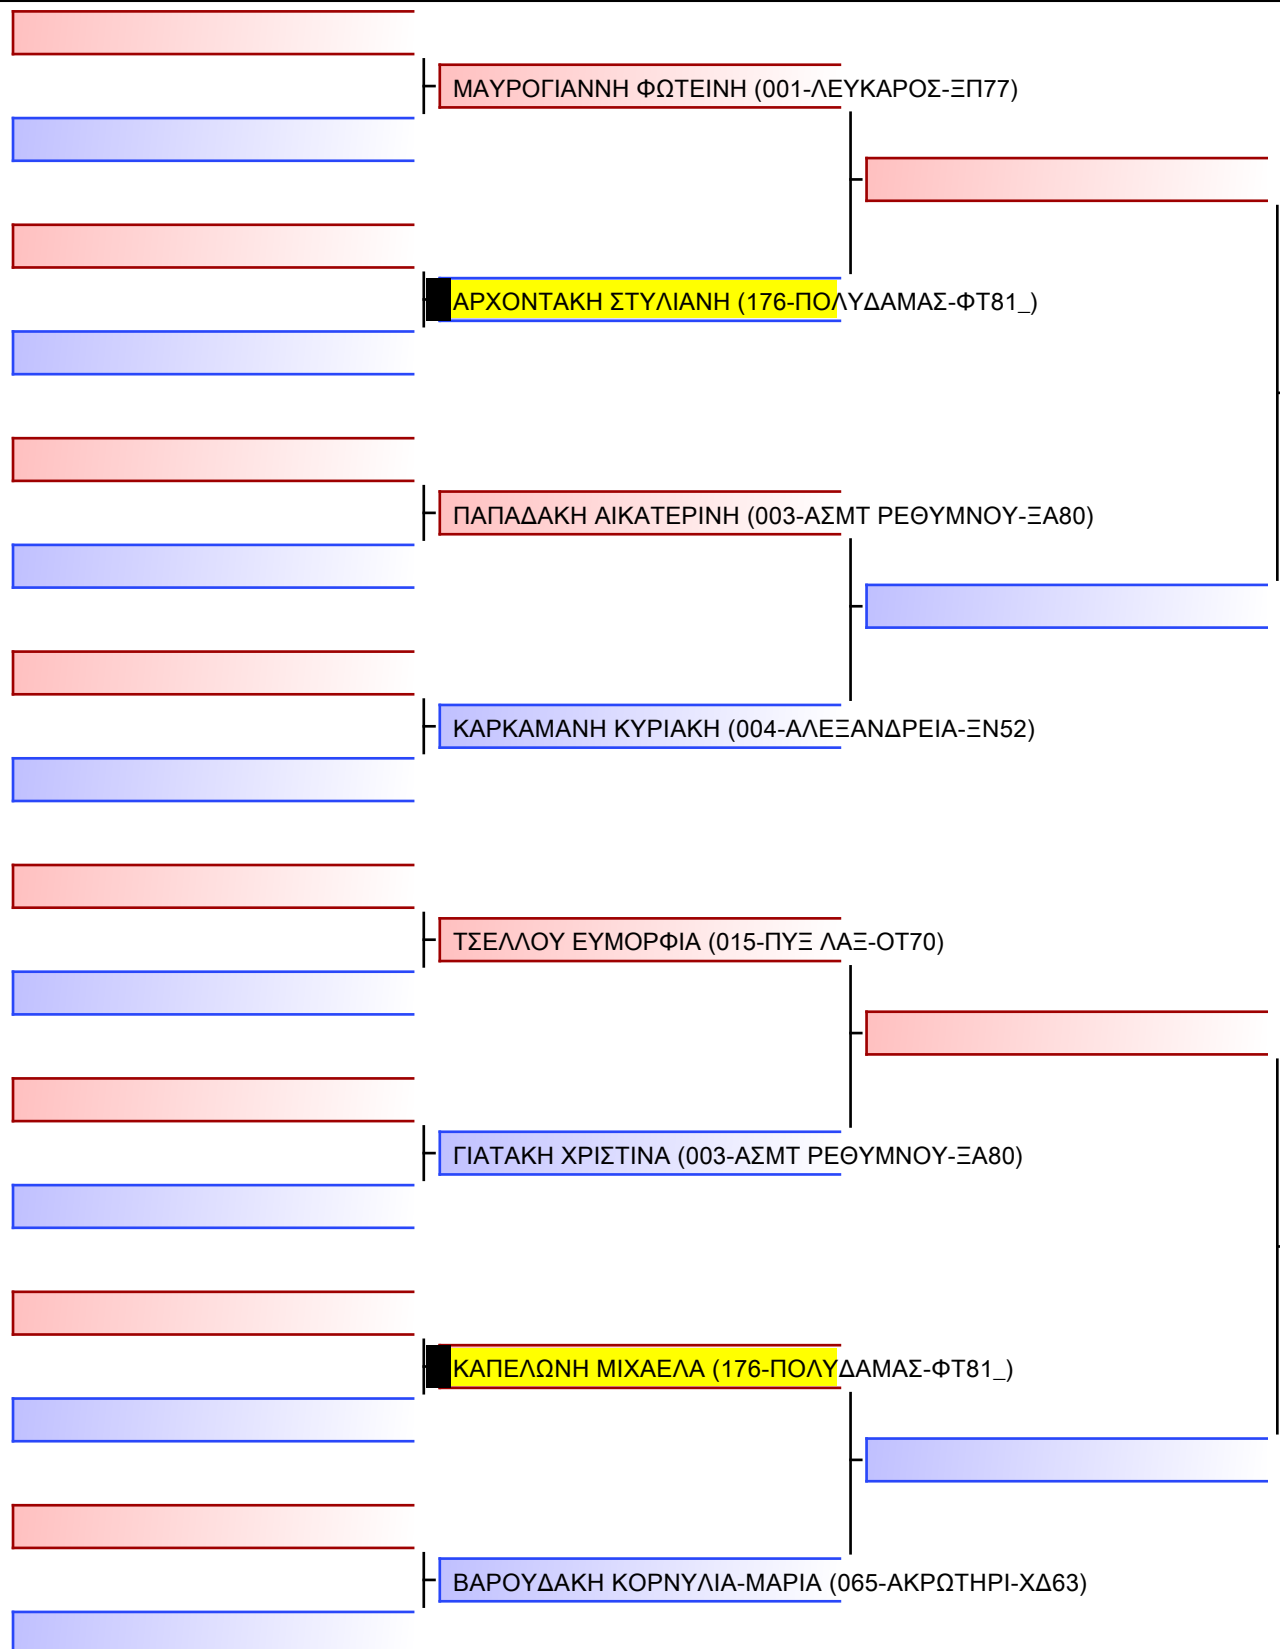 ΜΑΥΡΟΓΙΑΝΝΗ ΦΩΤΕΙΝΗ (001-ΛΕΥΚΑΡΟΣ-ΞΠ77)
ΑΡΧΟΝΤΑΚΗ ΣΤΥΛΙΑΝΗ (176-ΠΟΛΥΔΑΜΑΣ-ΦΤ81_)
ΠΑΠΑΔΑΚΗ ΑΙΚΑΤΕΡΙΝΗ (003-ΑΣΜΤ ΡΕΘΥΜΝΟΥ-ΞΑ80)
ΚΑΡΚΑΜΑΝΗ ΚΥΡΙΑΚΗ (004-ΑΛΕΞΑΝΔΡΕΙΑ-ΞΝ52)
ΤΣΕΛΛΟΥ ΕΥΜΟΡΦΙΑ (015-ΠΥΞ ΛΑΞ-ΟΤ70)
ΓΙΑΤΑΚΗ ΧΡΙΣΤΙΝΑ (003-ΑΣΜΤ ΡΕΘΥΜΝΟΥ-ΞΑ80)
ΚΑΠΕΛΩΝΗ ΜΙΧΑΕΛΑ (176-ΠΟΛΥΔΑΜΑΣ-ΦΤ81_)
ΒΑΡΟΥΔΑΚΗ ΚΟΡΝΥΛΙΑ-ΜΑΡΙΑ (065-ΑΚΡΩΤΗΡΙ-ΧΔ63)